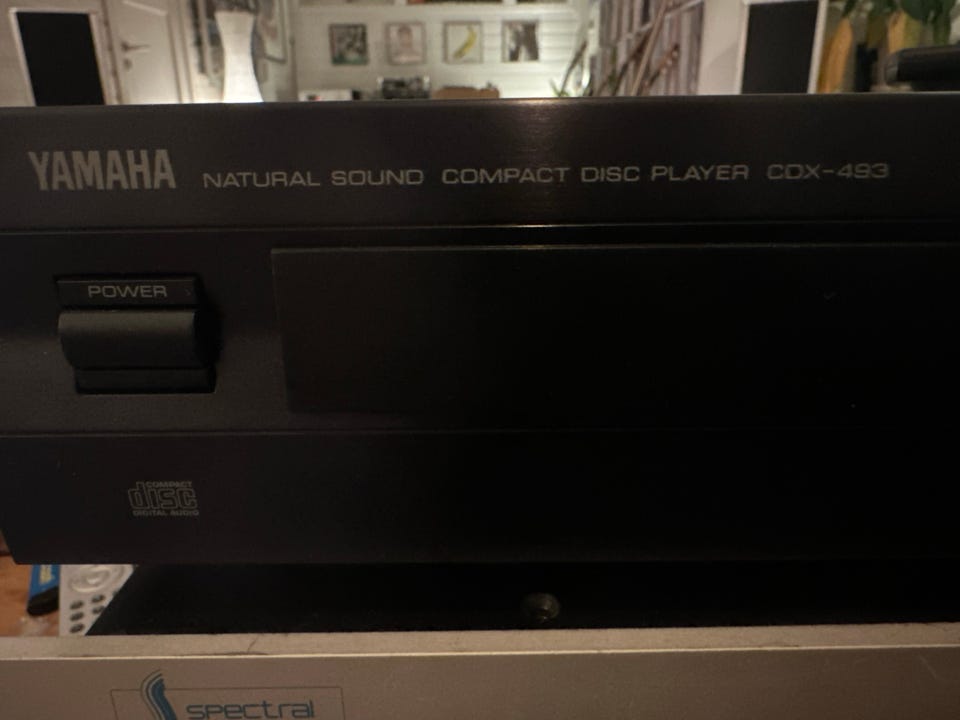 YAMAHA NATURAL SOUND COMPACT DISC PLAYER CDX-493
POWER
COMPACT
disc
DIGITAL AUDIO
spectral